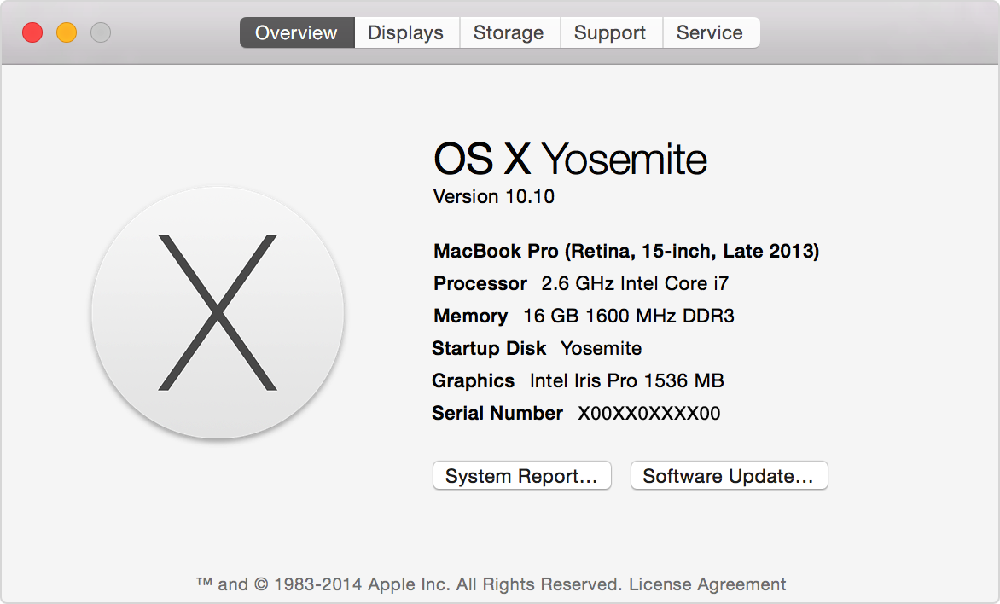 Overview Displays Storage Support Service
OS X Yosemite
Version 10.10
MacBook Pro (Retina, 15-inch, Late 2013)
Processor 2.6 GHz Intel Core i7
Memory 16 GB 1600 MHz DDR3
Startup Disk Yosemite
Graphics Intel Iris Pro 1536 MB
Serial Number X00XX0XXXX00
System Report... Software Update...
™ and © 1983-2014 Apple Inc. All Rights Reserved. License Agreement